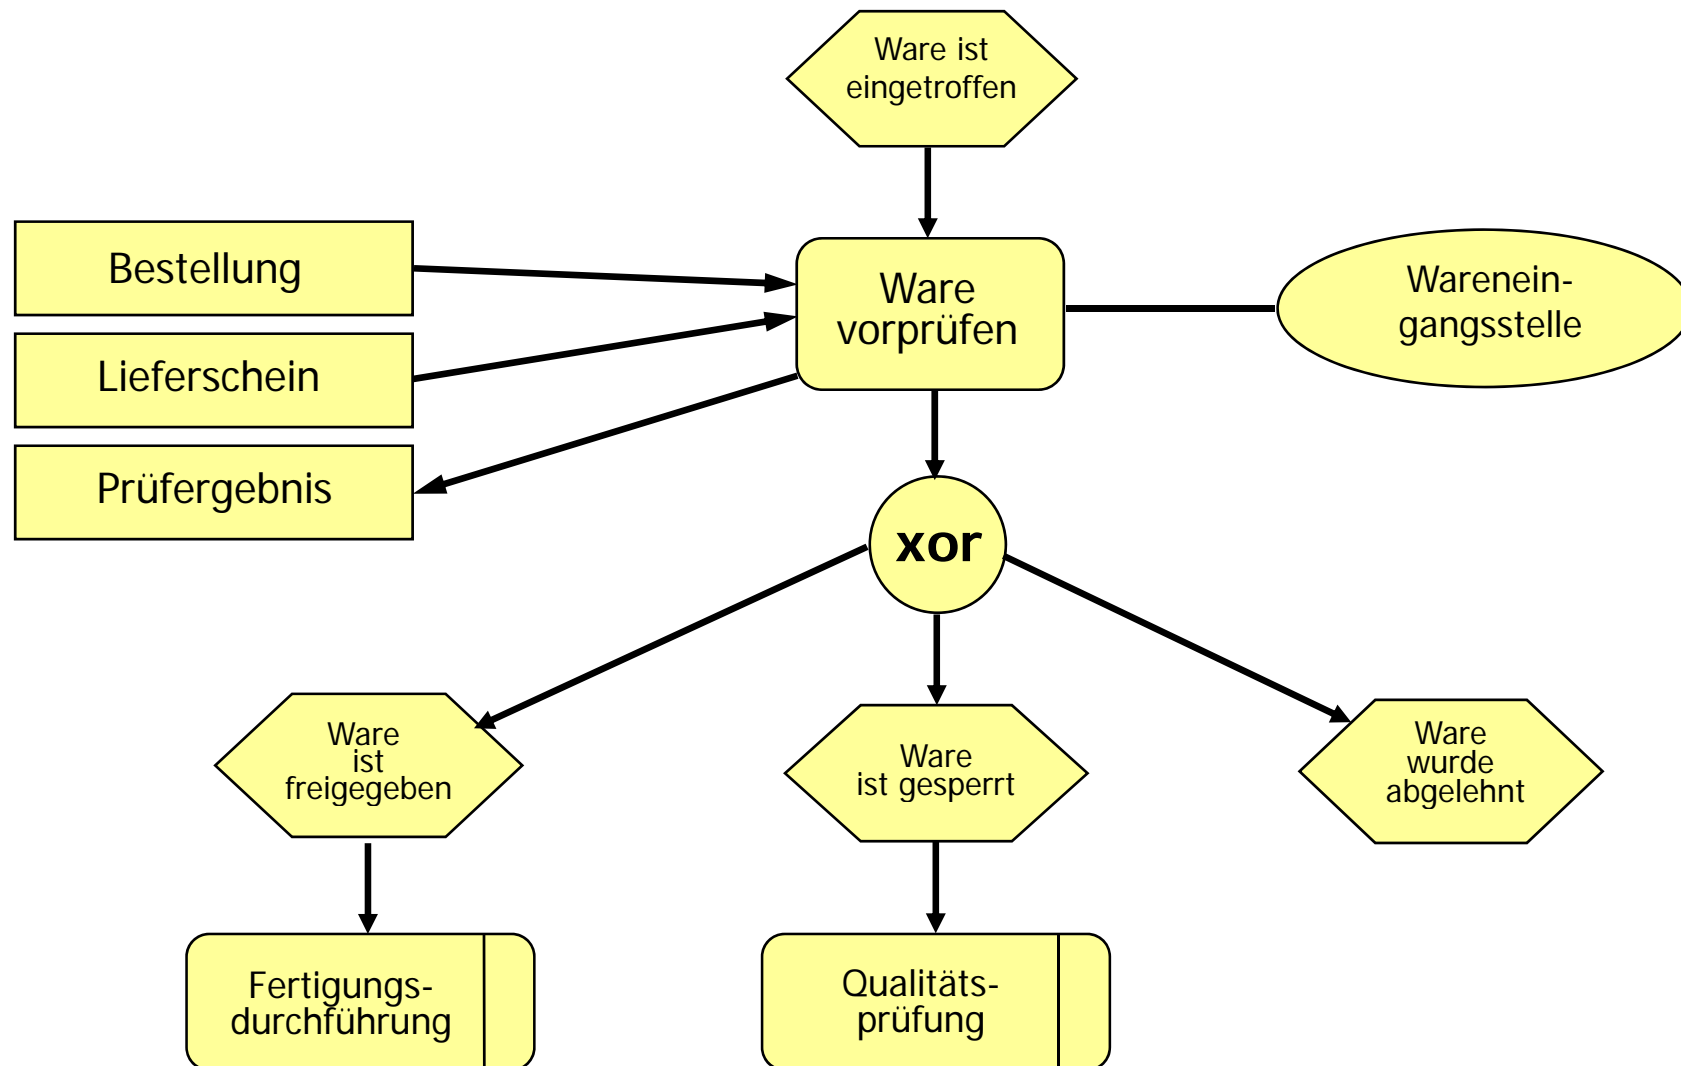 Ware ist
eingetroffen
Bestellung
Lieferschein
Prüfergebnis
Ware
vorprüfen
Warenein-
gangsstelle
xor
Ware
ist
freigegeben
Ware
ist gesperrt
Ware
wurde
abgelehnt
Fertigungs-
durchführung
Qualitäts-
prüfung